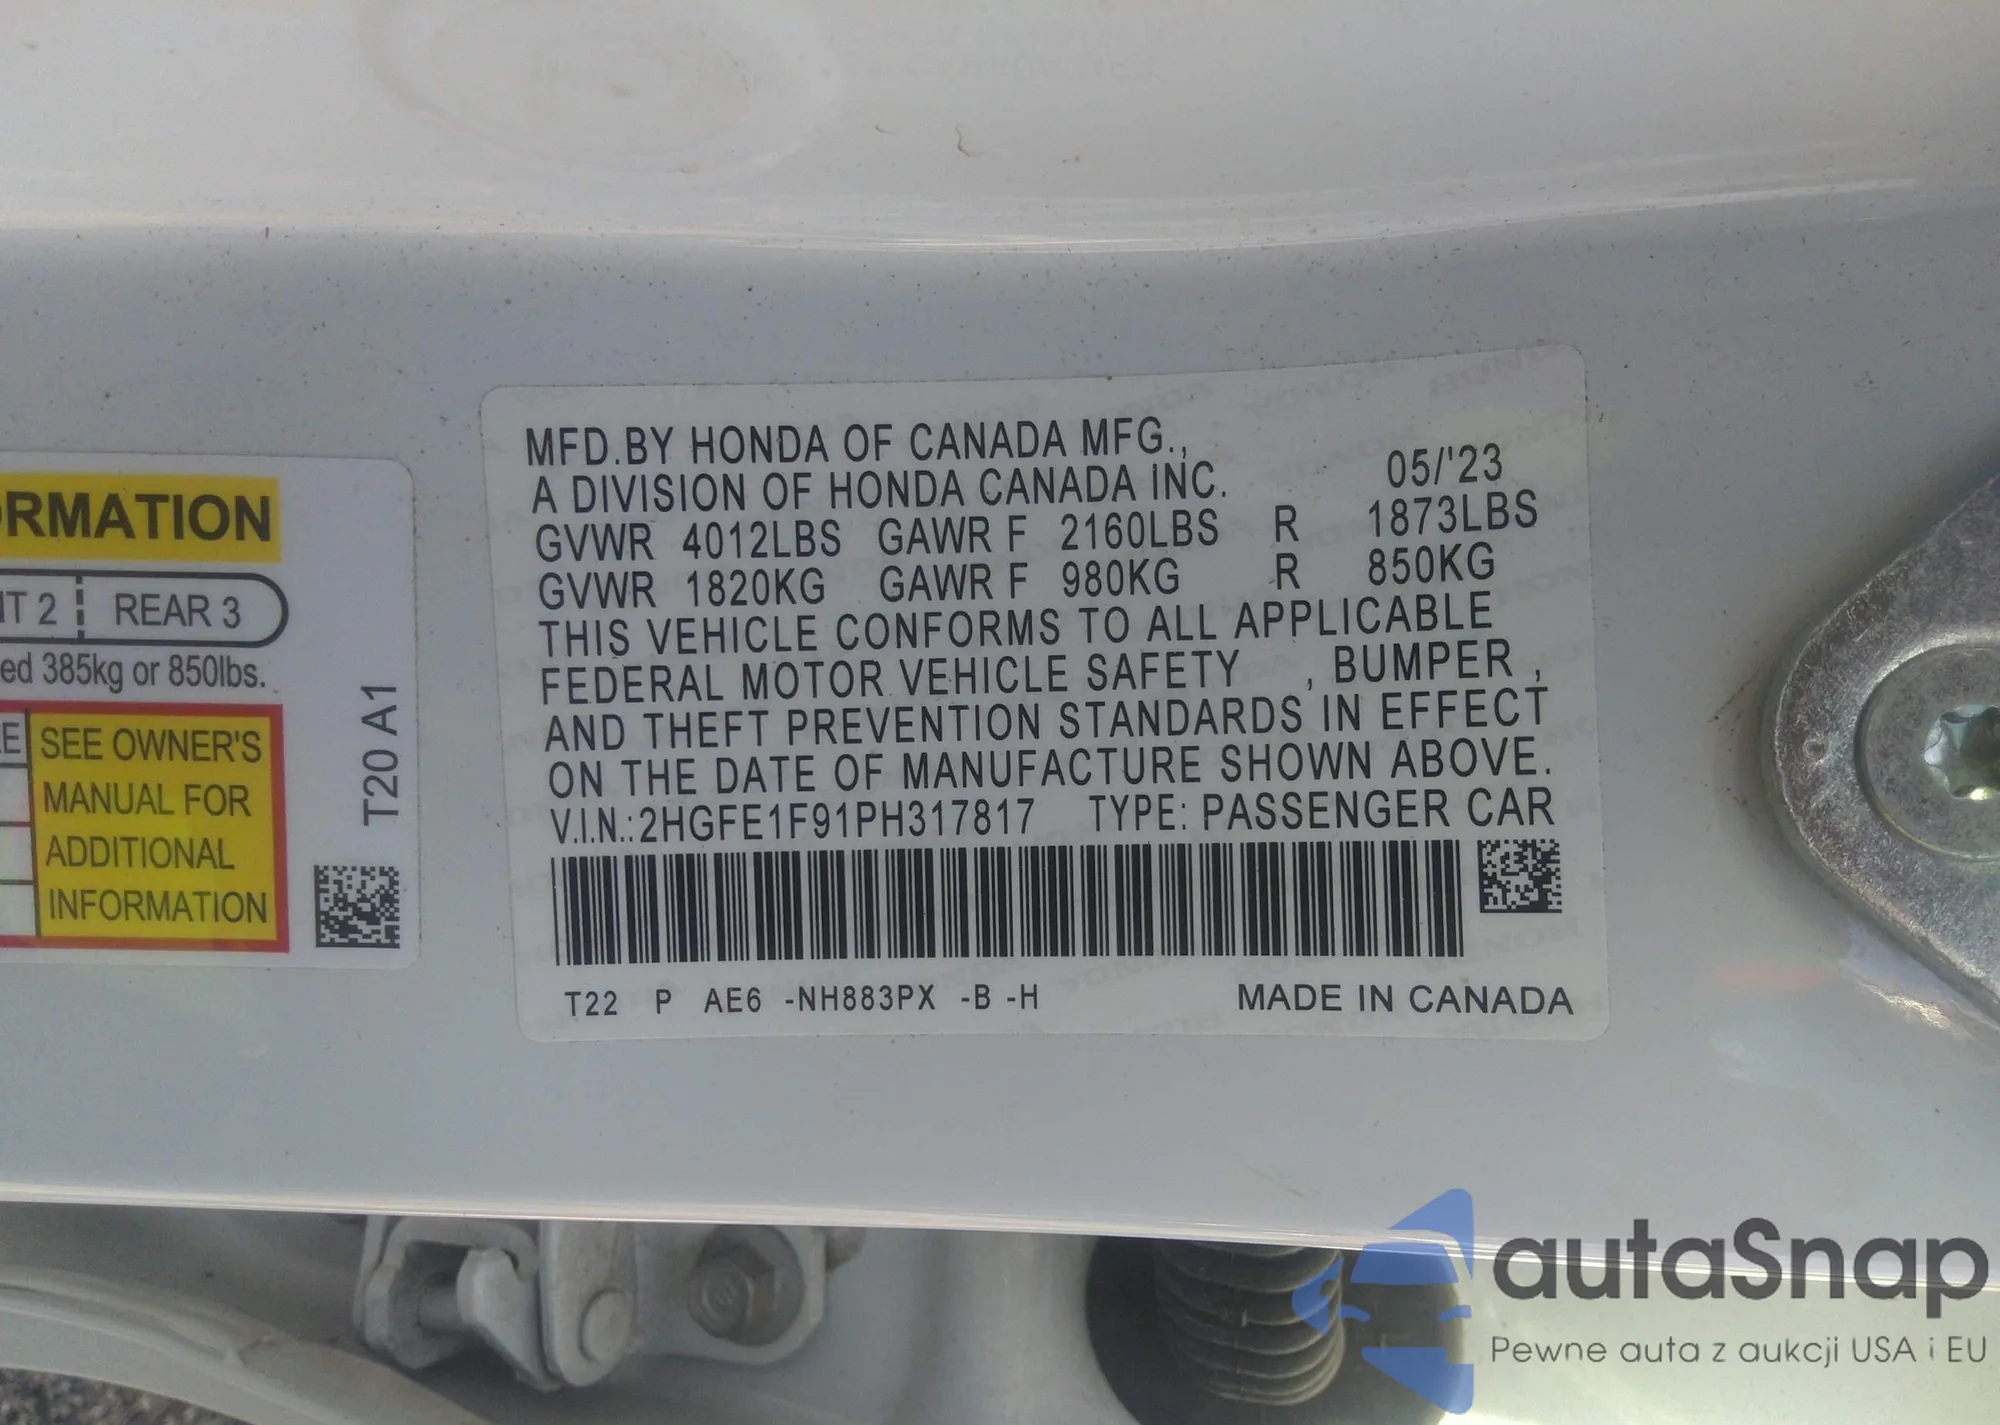 RMATION
T 2 REAR 3
ed 385kg or 850lbs.
E
SEE OWNER'S
MANUAL FOR
ADDITIONAL
INFORMATION
T20 A1
MFD.BY HONDA OF CANADA MFG.,
A DIVISION OF HONDA CANADA INC. 05/'23
GVWR 4012LBS GAWR F 2160LBS R 1873LBS
GVWR 1820KG GAWR F 980KG R 850KG
THIS VEHICLE CONFORMS TO ALL APPLICABLE
FEDERAL MOTOR VEHICLE SAFETY , BUMPER ,
AND THEFT PREVENTION STANDARDS IN EFFECT
ON THE DATE OF MANUFACTURE SHOWN ABOVE.
V.I.N.:2HGFE1F91PH317817 TYPE: PASSENGER CAR
T22 P AE6 -NH883PX -B -H MADE IN CANADA
autaSnap
Pewne auta z aukcji USA i EU